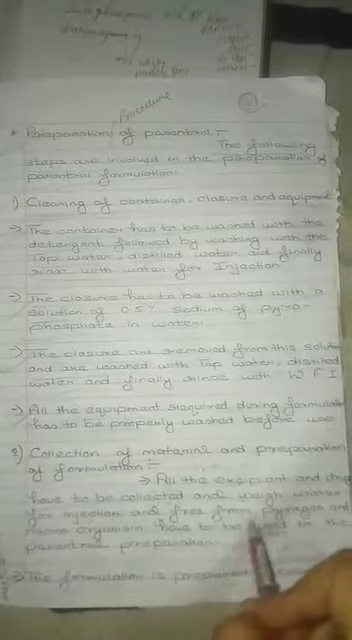 Procedure
* Preparation of parentral :-
The following
steps are involved in the preparation of
parentral formulation.
1) Cleaning of container, closure and equipment
→ The container has to be washed with the
detergent followed by washing with the
Tap water, distilled water and finally
rinse with water for Injection
→ The closure has to be washed with a
solution of 0.5% Sodium of pyro-
phosphate in water.
→ The closure are removed from this solution
and are washed with Tap water, distilled
water and finally rinse with W F I
→ All the equipment required during formulation
has to be properly washed before use
2) Collection of material and preparation
of formulation :-
→ All the excipient and drug
have to be collected and weigh water
for injection and free from pyrogen and
micro organism have to be used in the
parentral preparation.
→ The formulation is prepared